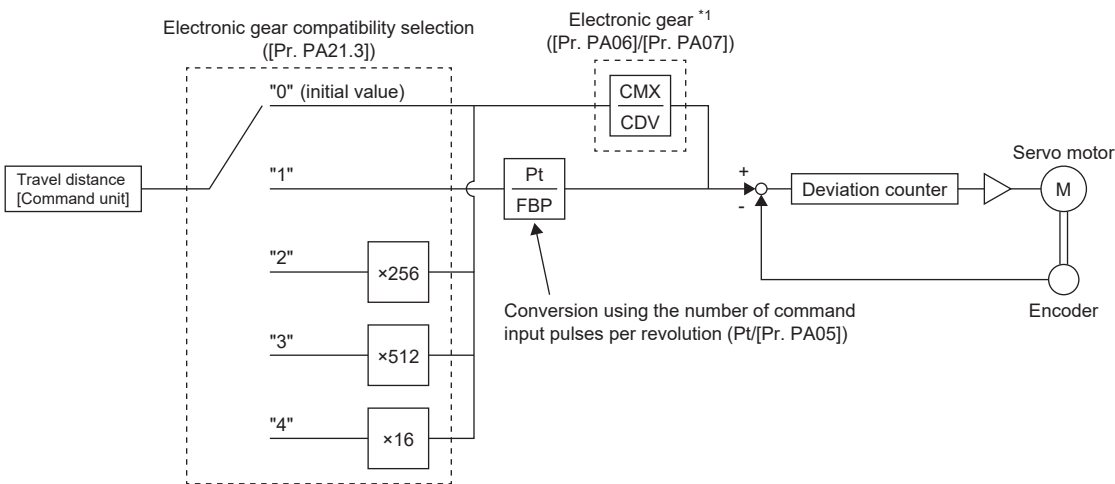 Electronic gear compatibility selection
([Pr. PA21.3])
Electronic gear *1
([Pr. PA06]/[Pr. PA07])
"0" (initial value)
CMX
CDV
Servo motor
Travel distance
[Command unit]
"1"
Pt
FBP
+
-
Deviation counter
M
"2"
×256
Conversion using the number of command
input pulses per revolution (Pt/[Pr. PA05])
Encoder
"3"
×512
"4"
×16